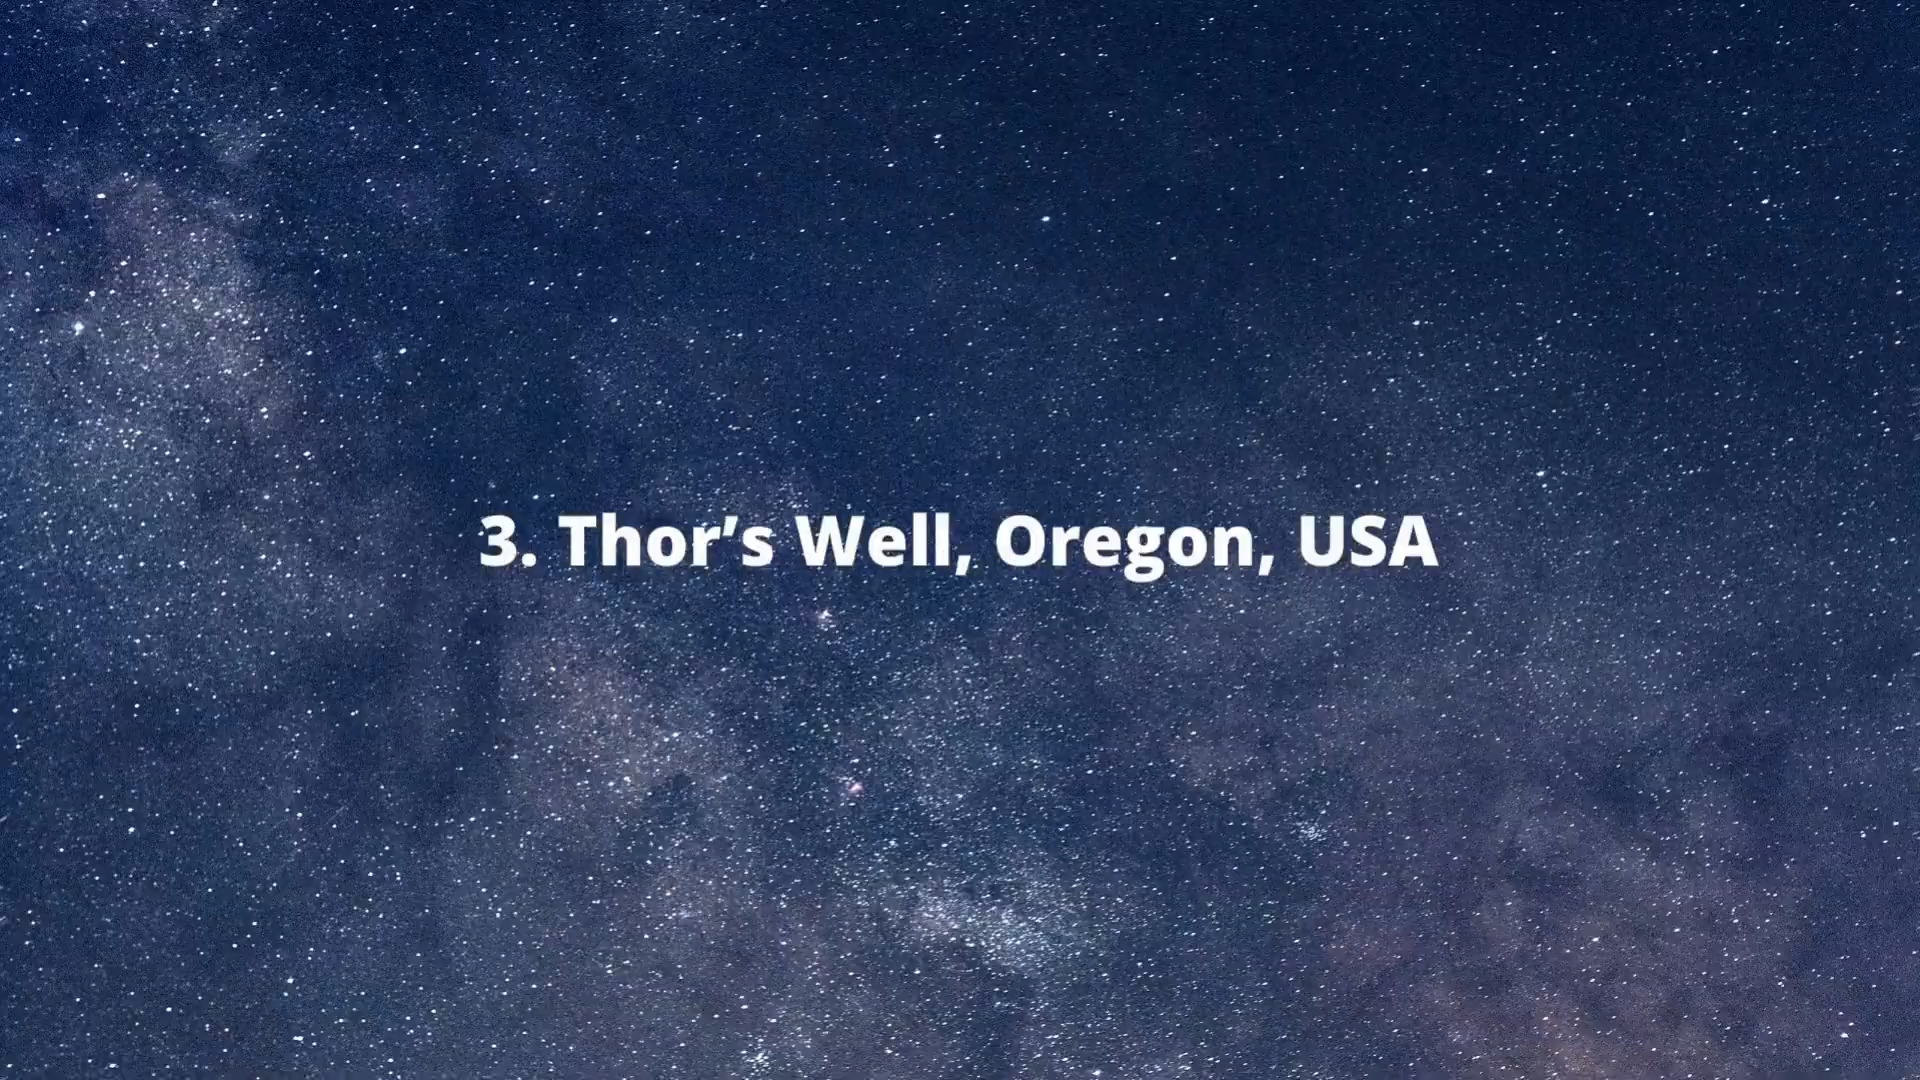 3. Thor’s Well, Oregon, USA